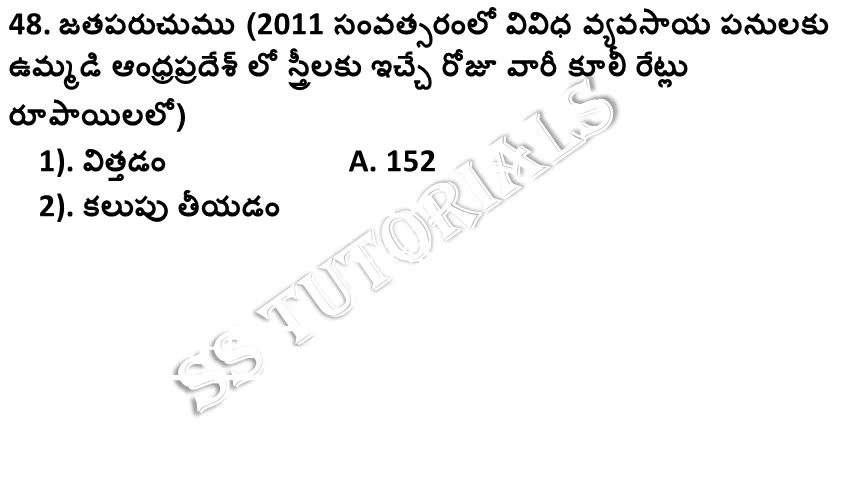 48. జతపరుచుము (2011 సంవత్సరంలో వివిధ వ్యవసాయ పనులకు
ఉమ్మడి ఆంధ్రప్రదేశ్ లో స్త్రీలకు ఇచ్చే రోజూ వారీ కూలీ రేట్లు
రూపాయిలలో)
1). విత్తడం A. 152
2). కలుపు తీయడం
SS TUTORIALS